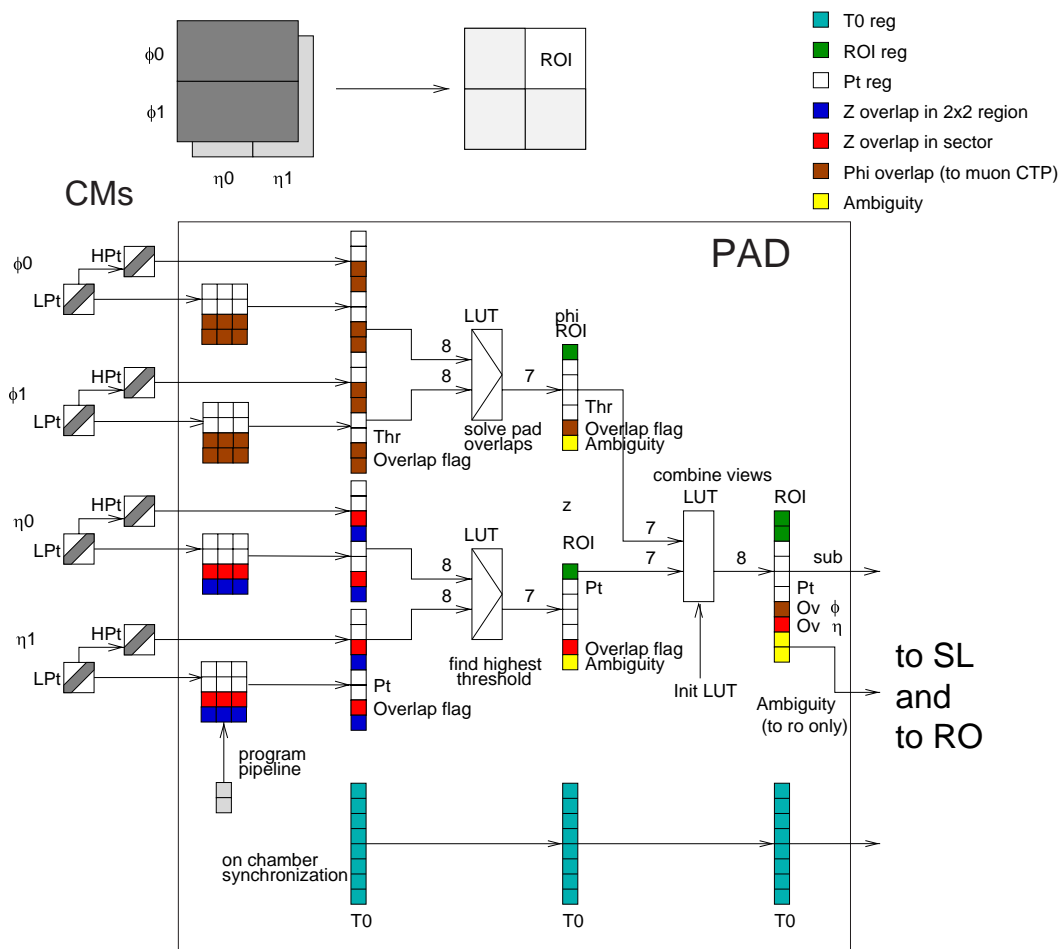 ϕ0
ϕ1
η0 η1
ROI
T0 reg
ROI reg
Pt reg
Z overlap in 2x2 region
Z overlap in sector
Phi overlap (to muon CTP)
Ambiguity
CMs
PAD
ϕ0
HPt
LPt
ϕ1
HPt
LPt
η0
HPt
LPt
η1
HPt
LPt
Thr
Overlap flag
Pt
Overlap flag
8
8
LUT
7
solve pad
overlaps
phi
ROI
Thr
Overlap flag
Ambiguity
8
8
LUT
7
find highest
threshold
z
ROI
Pt
Overlap flag
Ambiguity
combine views
LUT
7
7
8
Init LUT
ROI
sub
Pt
Ov ϕ
Ov η
Ambiguity
(to ro only)
to SL
and
to RO
program
pipeline
on chamber
synchronization
T0
T0
T0